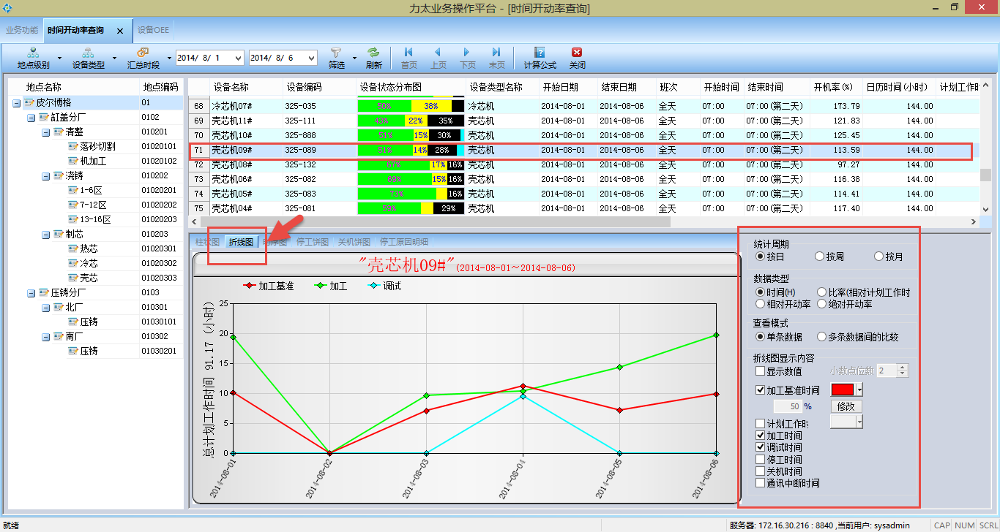 力太业务操作平台 - [时间开动率查询]
业务功能 时间开动率查询 设备OEE
地点级别 设备类型 汇总时段 2014/ 8/ 1 2014/ 8/ 6 筛选 刷新 首页 上页 下页 末页 计算公式 关闭
地点名称 地点编码
皮尔博格 01
缸盖分厂 0102
清整 010201
落砂切割 01020101
机加工 01020102
浇铸 010202
1-6区 01020201
7-12区 01020202
13-16区 01020203
制芯 010203
热芯 01020301
冷芯 01020302
壳芯 01020303
压铸分厂 0103
北厂 010301
压铸 01030101
南厂 010302
压铸 01030201
设备名称 设备编码 设备状态分布图 设备类型名称 开始日期 结束日期 班次 开始时间 结束时间 开机率(%) 日历时间(小时) 计划工作时
68 冷芯机07# 325-035 50% 38% 冷芯机 2014-08-01 2014-08-06 全天 07:00 07:00(第二天) 173.79 144.00
69 壳芯机11# 325-111 43% 22% 35% 壳芯机 2014-08-01 2014-08-06 全天 07:00 07:00(第二天) 121.83 144.00
70 壳芯机10# 325-888 51% 15% 30% 壳芯机 2014-08-01 2014-08-06 全天 07:00 07:00(第二天) 125.45 144.00
71 壳芯机09# 325-089 51% 14% 28% 壳芯机 2014-08-01 2014-08-06 全天 07:00 07:00(第二天) 113.59 144.00
72 壳芯机08# 325-132 67% 17% 16% 壳芯机 2014-08-01 2014-08-06 全天 07:00 07:00(第二天) 97.27 144.00
73 壳芯机06# 325-082 69% 15% 16% 壳芯机 2014-08-01 2014-08-06 全天 07:00 07:00(第二天) 116.38 144.00
74 壳芯机05# 325-083 73% 16% 壳芯机 2014-08-01 2014-08-06 全天 07:00 07:00(第二天) 114.41 144.00
75 壳芯机04# 325-081 59% 29% 壳芯机 2014-08-01 2014-08-06 全天 07:00 07:00(第二天) 117.40 144.00
柱状图 折线图 时序图 停工饼图 关机饼图 停工原因明细
"壳芯机09#"(2014-08-01~2014-08-06)
加工基准 加工 调试
总计划工作时间 91.17 (小时)
25
20
15
10
5
0
2014-08-01 2014-08-02 2014-08-03 2014-08-04 2014-08-05 2014-08-06
统计周期
按日 按周 按月
数据类型
时间(H) 比率(相对计划工作时
相对开动率 绝对开动率
查看模式
单条数据 多条数据间的比较
折线图显示内容
显示数值 小数点位数 2
加工基准时间
50 % 修改
计划工作时
加工时间
调试时间
停工时间
关机时间
通讯中断时间
就绪 服务器: 172.16.30.216 : 8840 ,当前用户: sysadmin CAP NUM SCRL